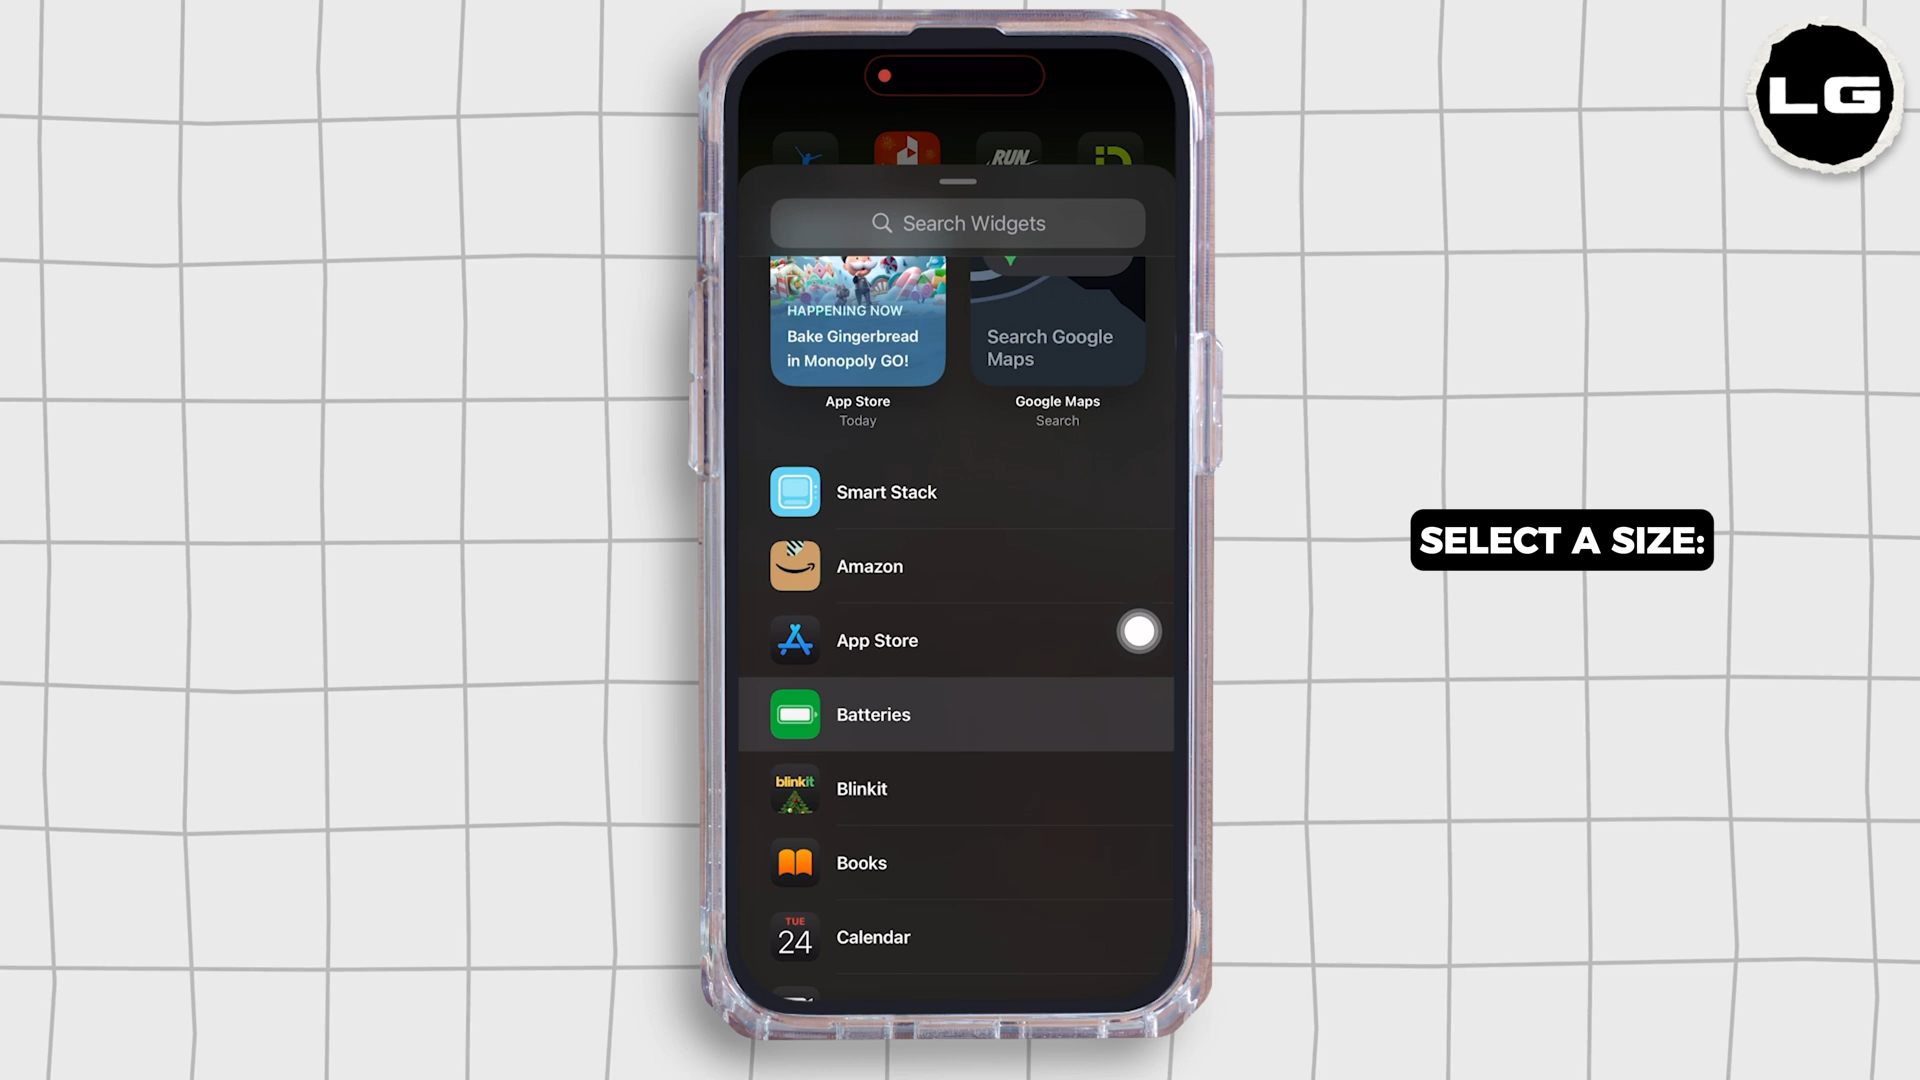 LG
RUN
Search Widgets
HAPPENING NOW
Bake Gingerbread
in Monopoly GO!
Search Google
Maps
App Store
Today
Google Maps
Search
Smart Stack
Amazon
App Store
SELECT A SIZE:
Batteries
blinkit
Blinkit
Books
TUE
24
Calendar